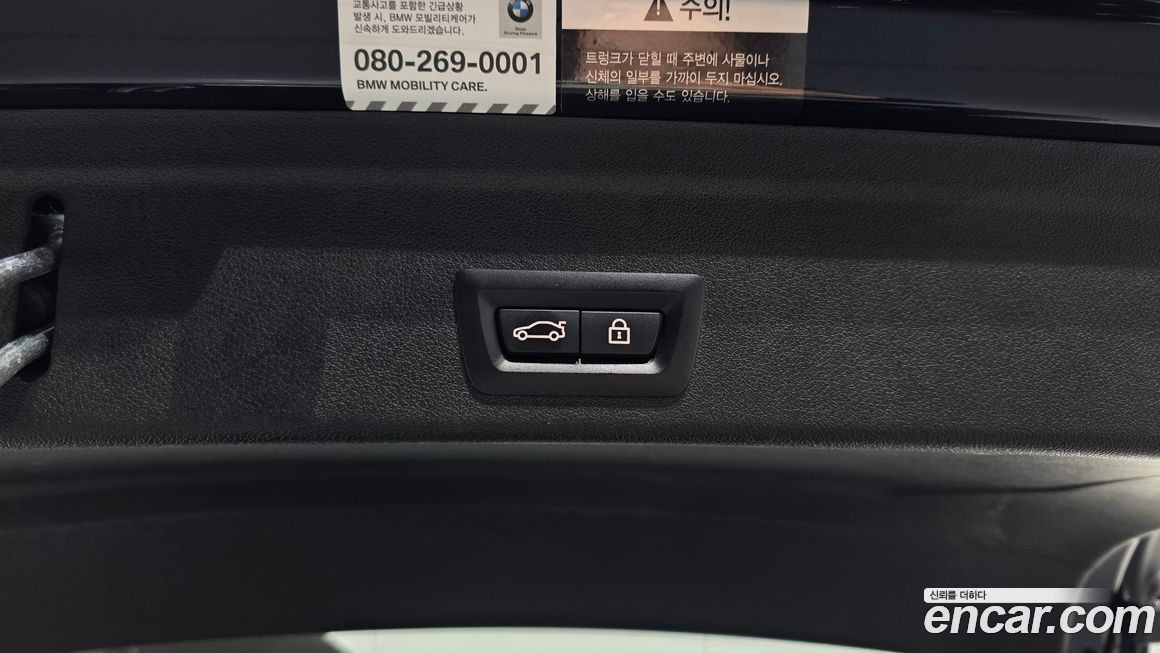 교통사고를 포함한 긴급상황
발생 시, BMW 모빌리티케어가
신속하게 도와드리겠습니다.
080-269-0001
BMW MOBILITY CARE.
주의!
트렁크가 닫힐 때 주변에 사물이나
신체의 일부를 가까이 두지 마십시오,
상해를 입을 수도 있습니다.
신뢰를 더하다
encar.com